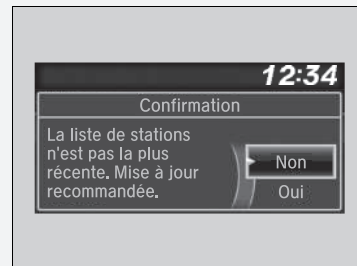 12:34
Confirmation
La liste de stations
n'est pas la plus
récente. Mise à jour
recommandée.
Non
Oui